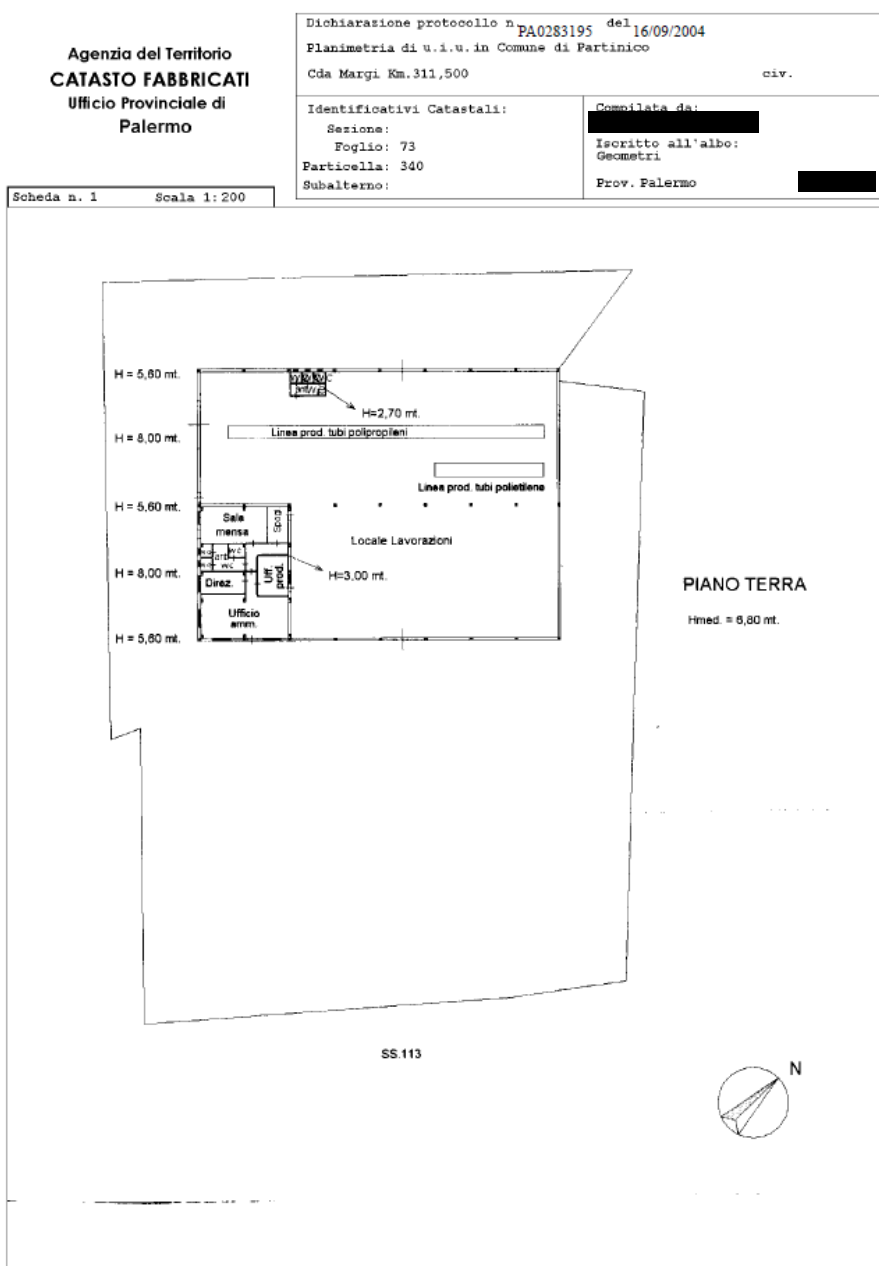 Agenzia del Territorio
CATASTO FABBRICATI
Ufficio Provinciale di
Palermo
Dichiarazione protocollo n. PA0283195 del 16/09/2004
Planimetria di u.i.u. in Comune di Partinico
Cda Margi Km.311,500 civ.
Identificativi Catastali:
Sezione:
Foglio: 73
Particella: 340
Subalterno:
Compilata da:
Iscritto all'albo:
Geometri
Prov. Palermo
Scheda n. 1 Scala 1:200
H = 5,60 mt.
H=2,70 mt.
H = 8,00 mt.
Linea prod. tubi polipropileni
Linea prod. tubi polietilene
H = 5,60 mt.
Sala
mensa
Spog.
Locale Lavorazioni
wc
wc
H = 8,00 mt.
Direz.
Uff.
prod.
H=3,00 mt.
Ufficio
amm.
H = 5,60 mt.
PIANO TERRA
Hmed. = 6,80 mt.
SS.113
N